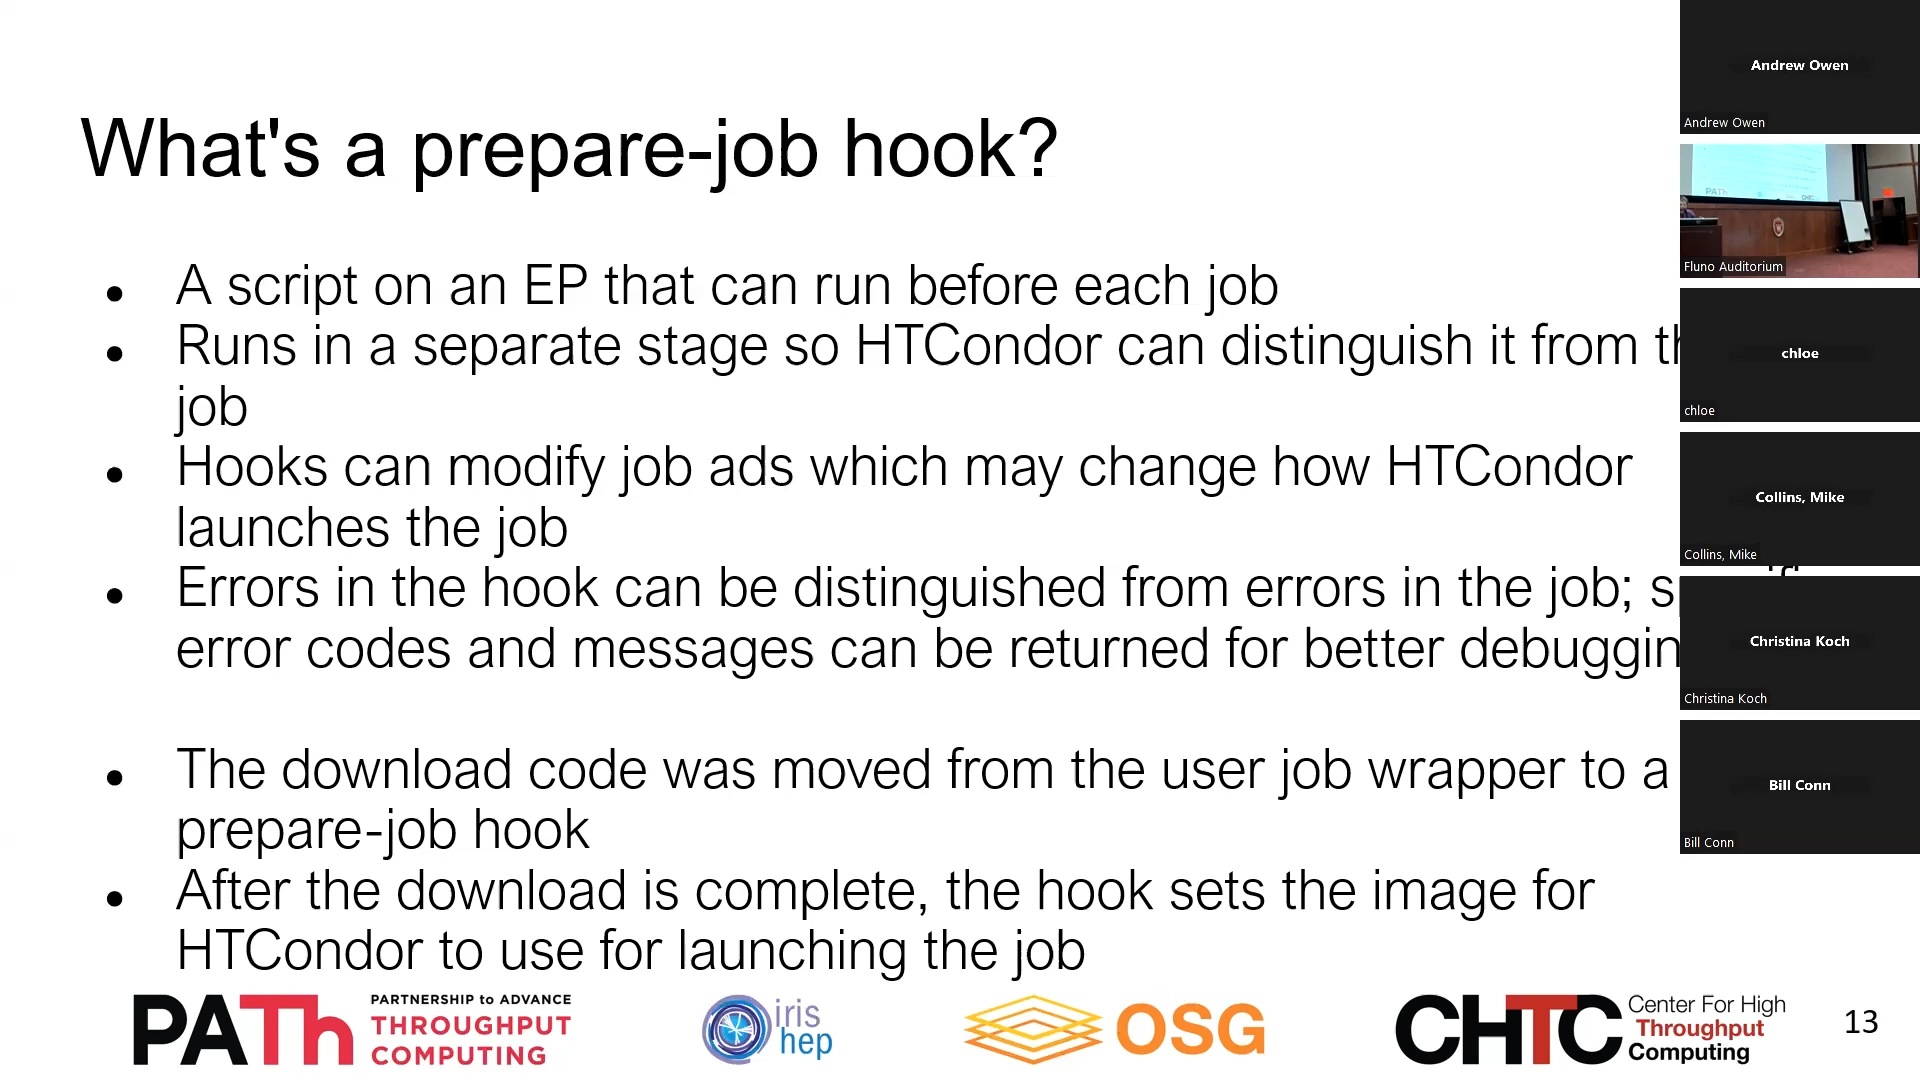 What's a prepare-job hook?
● A script on an EP that can run before each job
● Runs in a separate stage so HTCondor can distinguish it from
job
● Hooks can modify job ads which may change how HTCondor
launches the job
● Errors in the hook can be distinguished from errors in the job;
error codes and messages can be returned for better
● The download code was moved from the user job wrapper to a
prepare-job hook
● After the download is complete, the hook sets the image for
HTCondor to use for launching the job
PATh
PARTNERSHIP to ADVANCE
THROUGHPUT
COMPUTING
iris
hep
OSG
CHTC
Center For High
Throughput
Computing
13
Andrew Owen
Andrew Owen
Fluno Auditorium
chloe
chloe
Collins, Mike
Collins, Mike
Christina Koch
Christina Koch
Bill Conn
Bill Conn